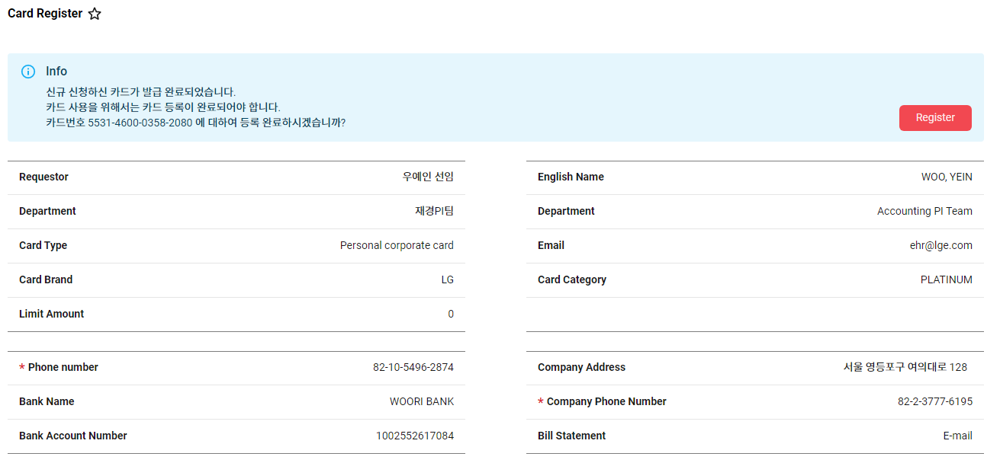 Card Register
Info
신규 신청하신 카드가 발급 완료되었습니다.
카드 사용을 위해서는 카드 등록이 완료되어야 합니다.
카드번호 5531-4600-0358-2080 에 대하여 등록 완료하시겠습니까?
Register
Requestor 우예인 선임
English Name WOO, YEIN
Department 재경PI팀
Department Accounting PI Team
Card Type Personal corporate card
Email ehr@lge.com
Card Brand LG
Card Category PLATINUM
Limit Amount 0
* Phone number 82-10-5496-2874
Company Address 서울 영등포구 여의대로 128
Bank Name WOORI BANK
* Company Phone Number 82-2-3777-6195
Bank Account Number 1002552617084
Bill Statement E-mail